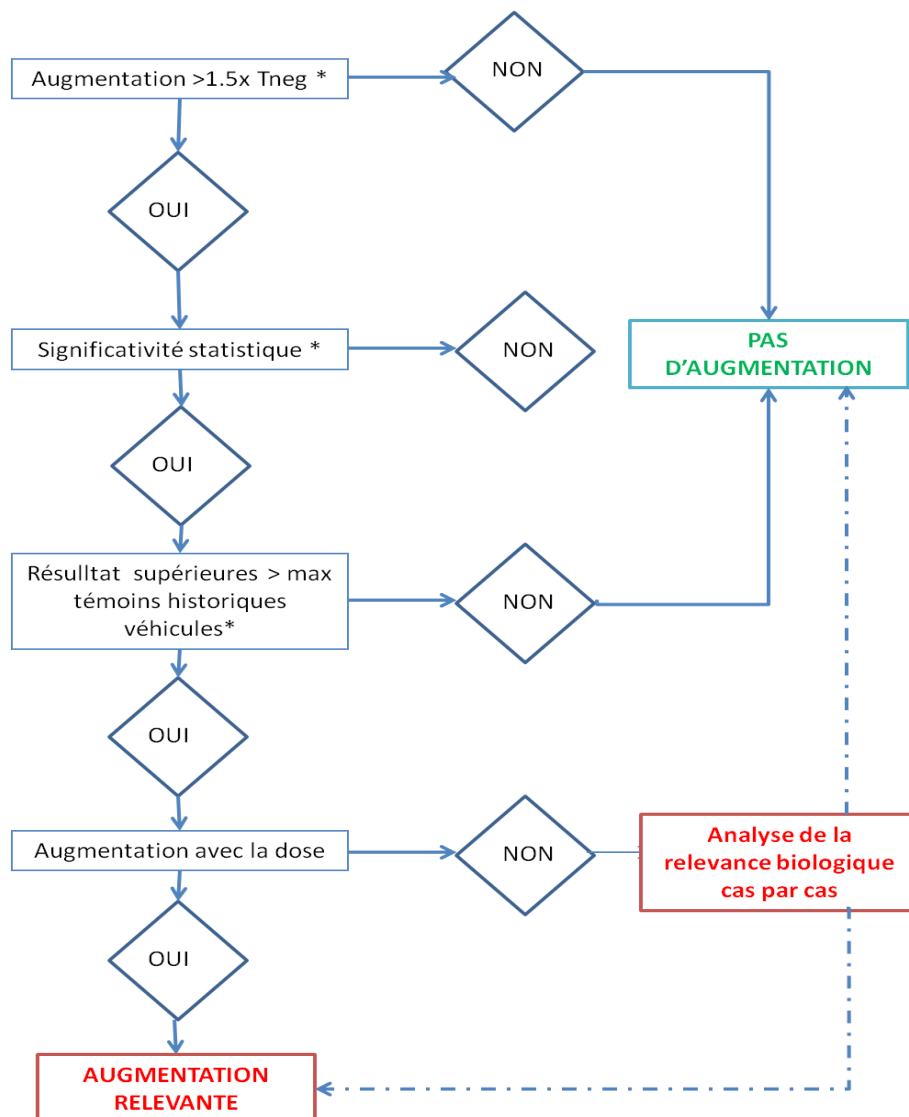 Augmentation >1.5x Tneg *
NON
OUI
Significativité statistique *
NON
PAS
D'AUGMENTATION
OUI
Résulltat supérieures > max
témoins historiques
véhicules*
NON
OUI
Augmentation avec la dose
NON
Analyse de la
relevance biologique
cas par cas
OUI
AUGMENTATION
RELEVANTE